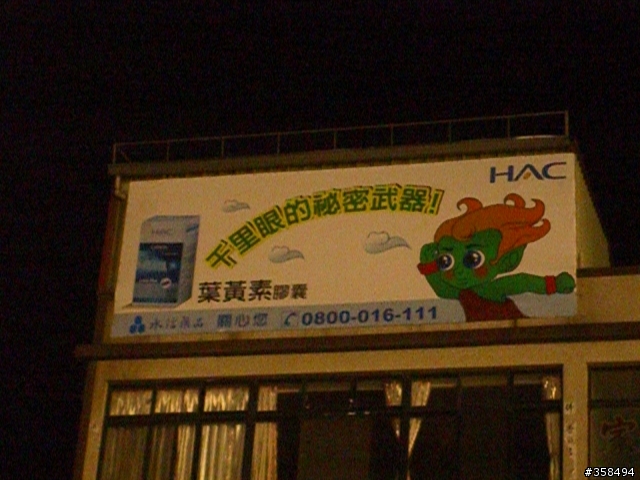 HAC
千里眼的祕密武器!
HAC
葉黃素膠囊
永信藥品 關心您 0800-016-111
#358494